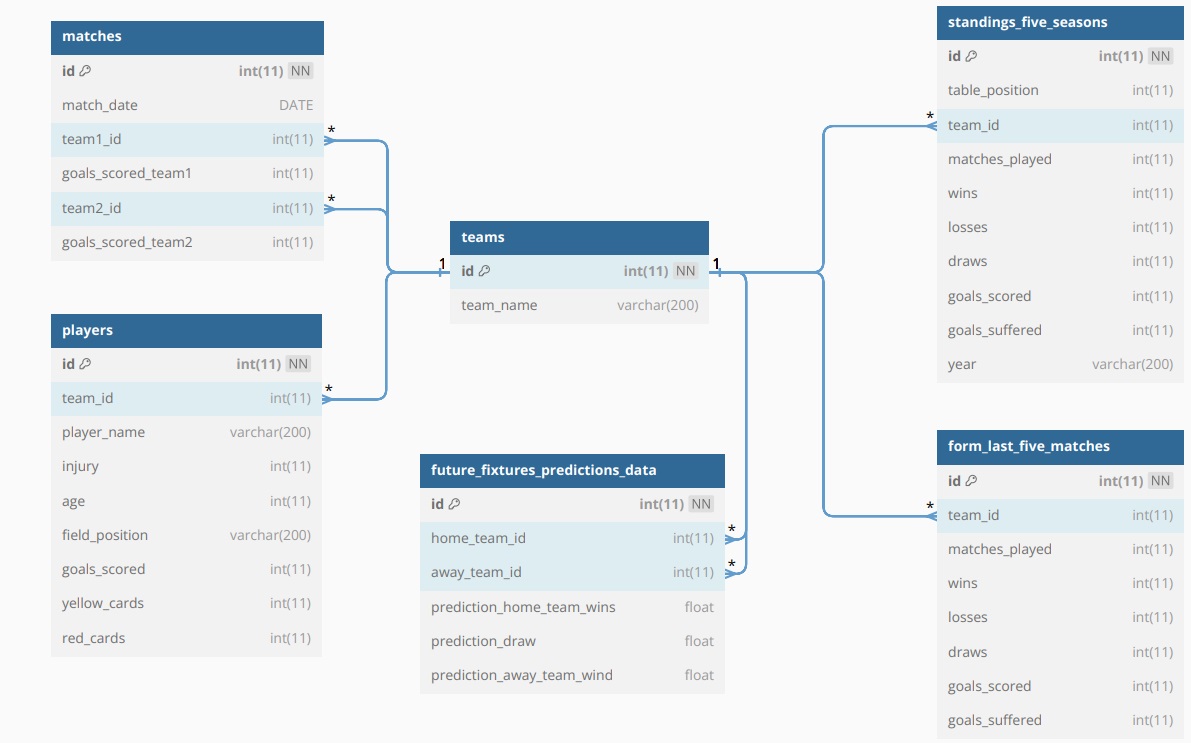 matches
id int(11) NN
match_date DATE
team1_id int(11)
goals_scored_team1 int(11)
team2_id int(11)
goals_scored_team2 int(11)
*
*
players
id int(11) NN
team_id int(11)
player_name varchar(200)
injury int(11)
age int(11)
field_position varchar(200)
goals_scored int(11)
yellow_cards int(11)
red_cards int(11)
*
1
teams
id int(11) NN
team_name varchar(200)
1
future_fixtures_predictions_data
id int(11) NN
home_team_id int(11)
away_team_id int(11)
prediction_home_team_wins float
prediction_draw float
prediction_away_team_wind float
*
*
standings_five_seasons
id int(11) NN
table_position int(11)
team_id int(11)
matches_played int(11)
wins int(11)
losses int(11)
draws int(11)
goals_scored int(11)
goals_suffered int(11)
year varchar(200)
*
form_last_five_matches
id int(11) NN
team_id int(11)
matches_played int(11)
wins int(11)
losses int(11)
draws int(11)
goals_scored int(11)
goals_suffered int(11)
*